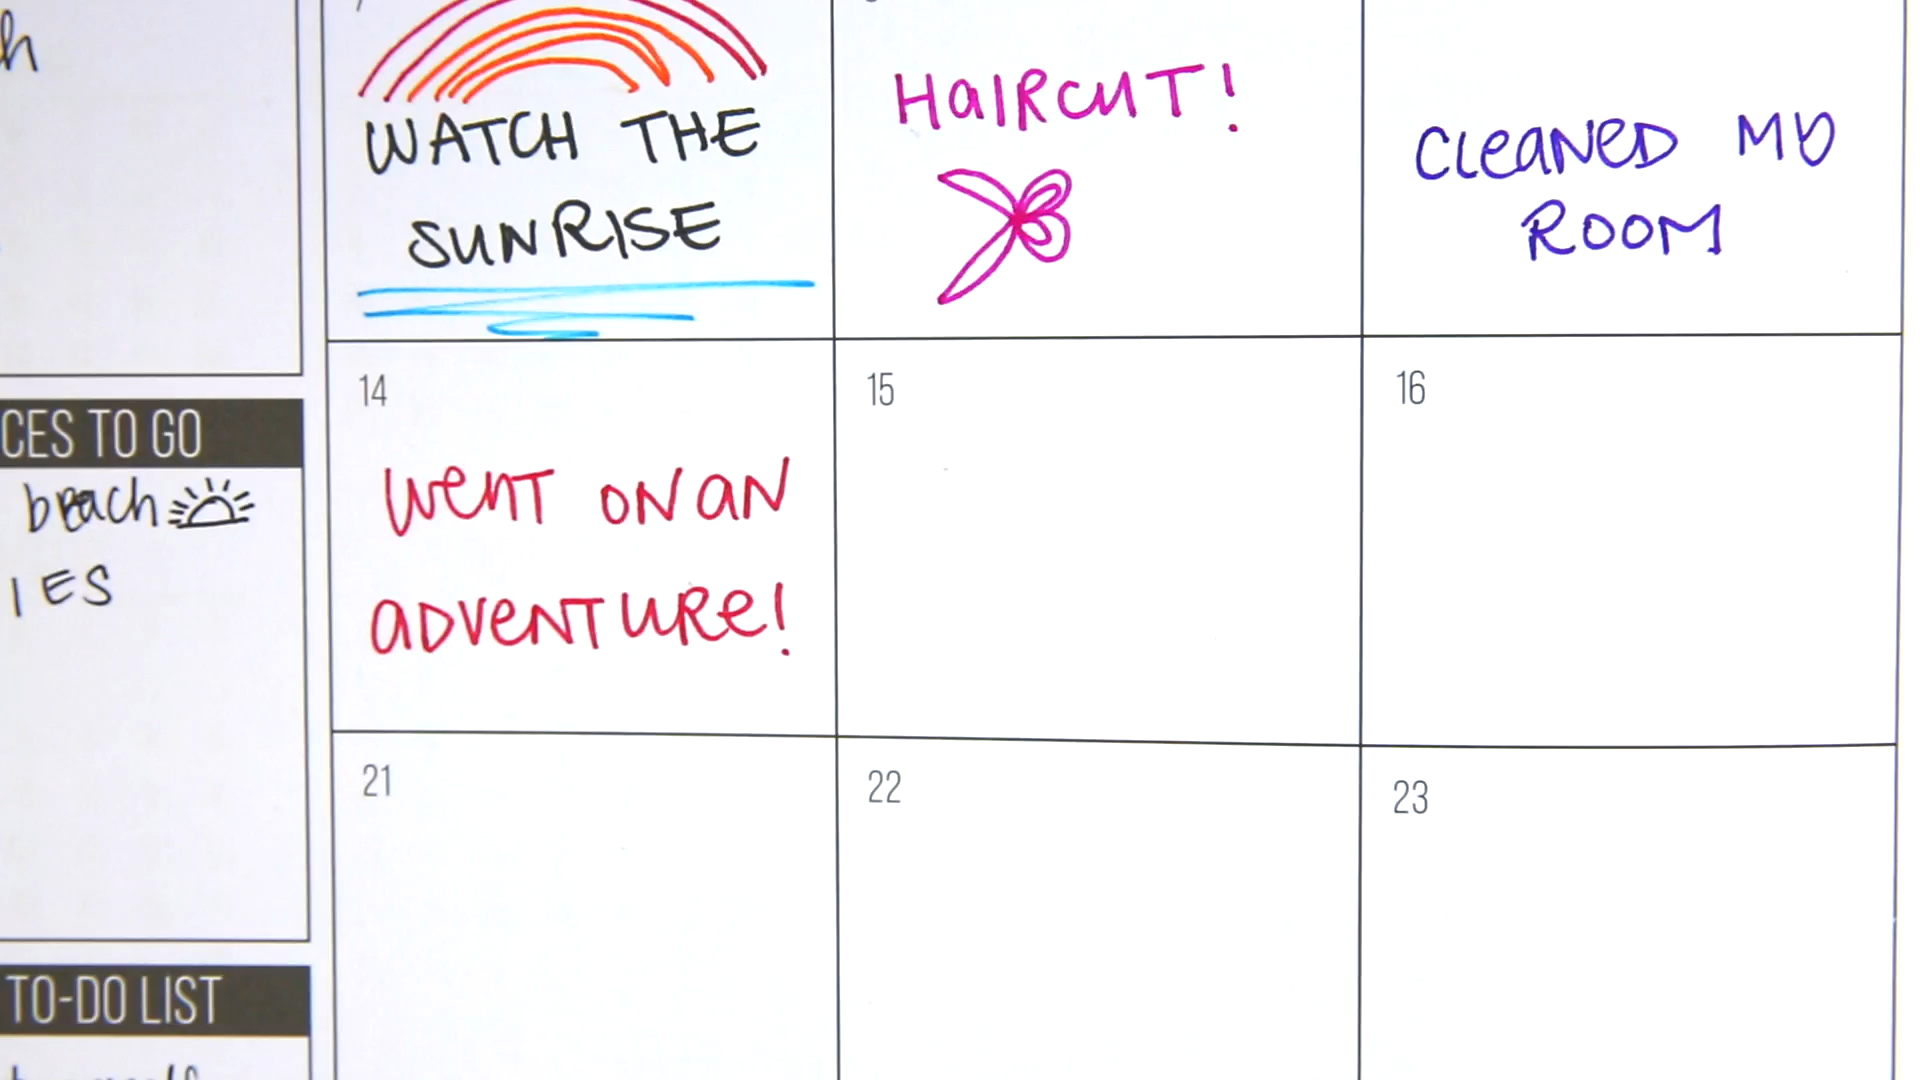 WATCH THE
SUNRISE
HaIRCUT!
CLeaNeD MY
ROOM
CES TO GO
beach
IES
14
WenT ON aN
aDVeNTURe!
15
16
21
22
23
TO-DO LIST